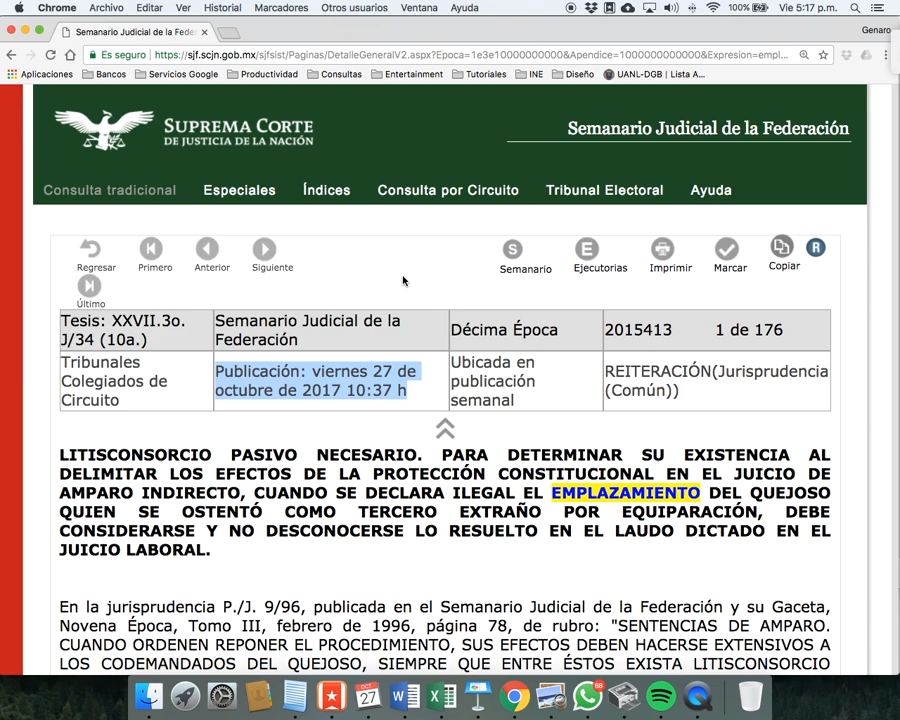 Chrome Archivo Editar Ver Historial Marcadores Otros usuarios Ventana Ayuda 100% Vie 5:17 p.m.
Semanario Judicial de la Fede
Genaro
Es seguro https://sjf.scjn.gob.mx/sjfsist/Paginas/DetalleGeneralV2.aspx?Epoca=1e3e10000000000&Apendice=1000000000000&Expresion=empl...
Aplicaciones Bancos Servicios Google Productividad Consultas Entertainment Tutoriales INE Diseño UANL-DGB | Lista A...
SUPREMA CORTE
DE JUSTICIA DE LA NACIÓN
Semanario Judicial de la Federación
Consulta tradicional Especiales Índices Consulta por Circuito Tribunal Electoral Ayuda
S E R
Regresar Primero Anterior Siguiente Semanario Ejecutorias Imprimir Marcar Copiar
Último
Tesis: XXVII.3o. J/34 (10a.)
Semanario Judicial de la Federación
Décima Época
2015413 1 de 176
Tribunales Colegiados de Circuito
Publicación: viernes 27 de octubre de 2017 10:37 h
Ubicada en publicación semanal
REITERACIÓN(Jurisprudencia (Común))
LITISCONSORCIO PASIVO NECESARIO. PARA DETERMINAR SU EXISTENCIA AL
DELIMITAR LOS EFECTOS DE LA PROTECCIÓN CONSTITUCIONAL EN EL JUICIO DE
AMPARO INDIRECTO, CUANDO SE DECLARA ILEGAL EL EMPLAZAMIENTO DEL QUEJOSO
QUIEN SE OSTENTÓ COMO TERCERO EXTRAÑO POR EQUIPARACIÓN, DEBE
CONSIDERARSE Y NO DESCONOCERSE LO RESUELTO EN EL LAUDO DICTADO EN EL
JUICIO LABORAL.
En la jurisprudencia P./J. 9/96, publicada en el Semanario Judicial de la Federación y su Gaceta,
Novena Época, Tomo III, febrero de 1996, página 78, de rubro: "SENTENCIAS DE AMPARO.
CUANDO ORDENEN REPONER EL PROCEDIMIENTO, SUS EFECTOS DEBEN HACERSE EXTENSIVOS A
LOS CODEMANDADOS DEL QUEJOSO, SIEMPRE QUE ENTRE ÉSTOS EXISTA LITISCONSORCIO
OCT
27
W X